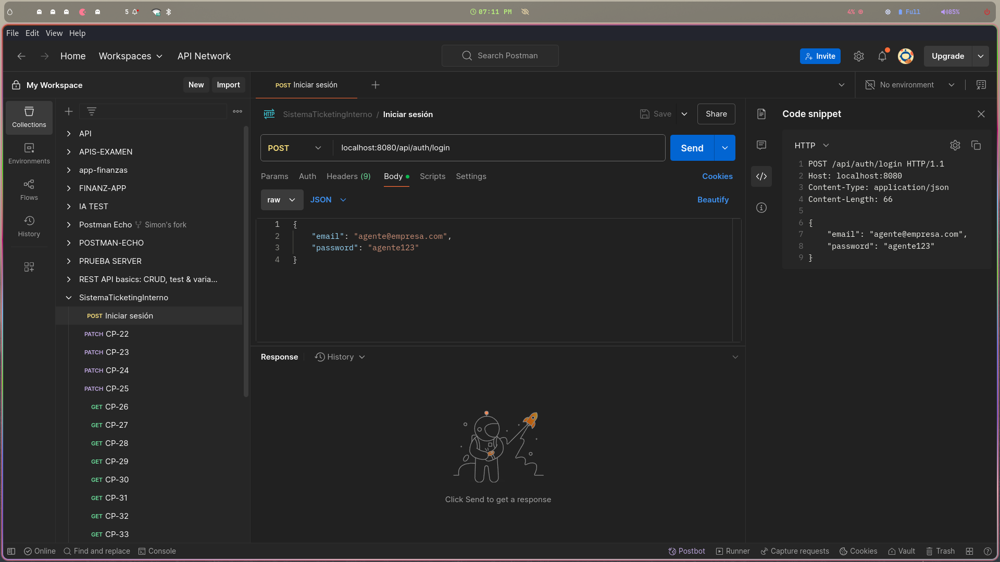 5
07:11 PM
4%
Full
85%
File Edit View Help
Home Workspaces API Network
Search Postman
Invite
Upgrade
My Workspace
New Import
POST Iniciar sesión
No environment
Collections
Environments
Flows
History
API
APIS-EXAMEN
app-finanzas
FINANZ-APP
IA TEST
Postman Echo Simon's fork
POSTMAN-ECHO
PRUEBA SERVER
REST API basics: CRUD, test & varia...
SistemaTicketingInterno
POST Iniciar sesión
PATCH CP-22
PATCH CP-23
PATCH CP-24
PATCH CP-25
GET CP-26
GET CP-27
GET CP-28
GET CP-29
GET CP-30
GET CP-31
GET CP-32
GET CP-33
HTTP SistemaTicketingInterno / Iniciar sesión
Save Share
POST localhost:8080/api/auth/login
Send
Params Auth Headers (9) Body Scripts Settings
Cookies
raw JSON
Beautify
1 {
2 "email": "agente@empresa.com",
3 "password": "agente123"
4 }
Response History
Click Send to get a response
Code snippet
HTTP
1 POST /api/auth/login HTTP/1.1
2 Host: localhost:8080
3 Content-Type: application/json
4 Content-Length: 66
5
6 {
7 "email": "agente@empresa.com",
8 "password": "agente123"
9 }
Online Find and replace Console
Postbot Runner Capture requests Cookies Vault Trash